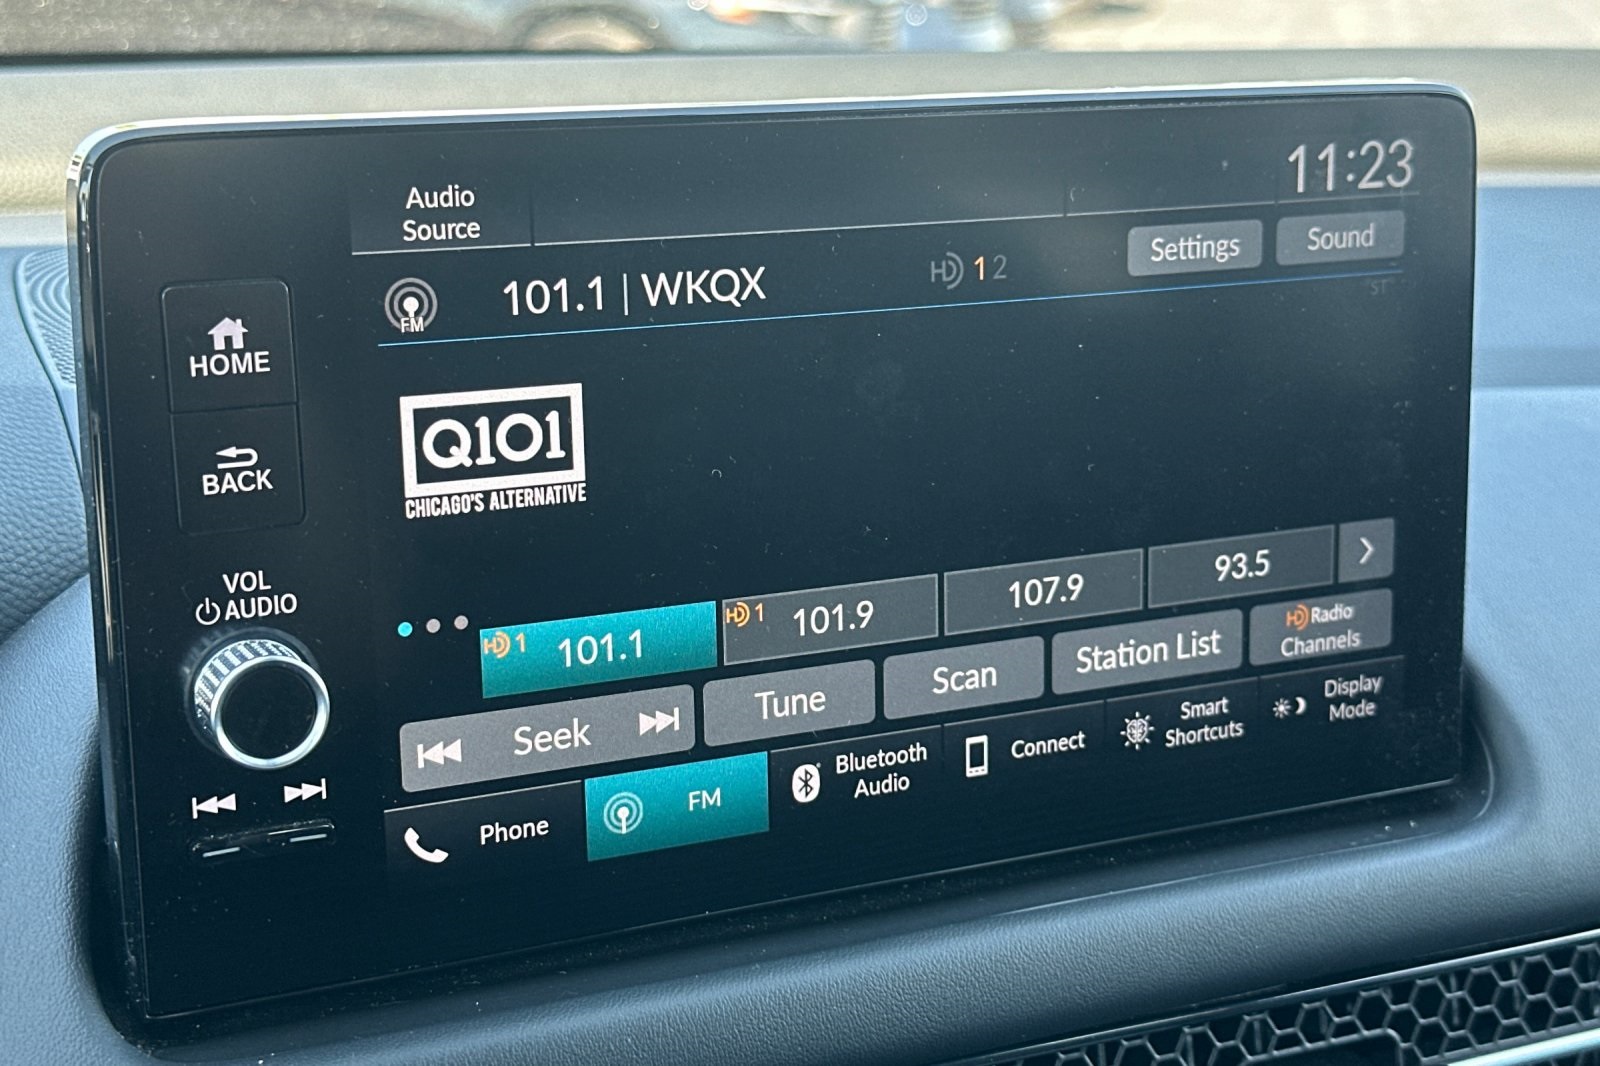 Audio
Source
11:23
FM
101.1 | WKQX
HD 1 2
Settings
Sound
ST
HOME
BACK
VOL
AUDIO
Q101
CHICAGO'S ALTERNATIVE
HD 1 101.1
HD 1 101.9
107.9
93.5
Seek
Tune
Scan
Station List
HD Radio
Channels
Phone
FM
Bluetooth
Audio
Connect
Smart
Shortcuts
Display
Mode